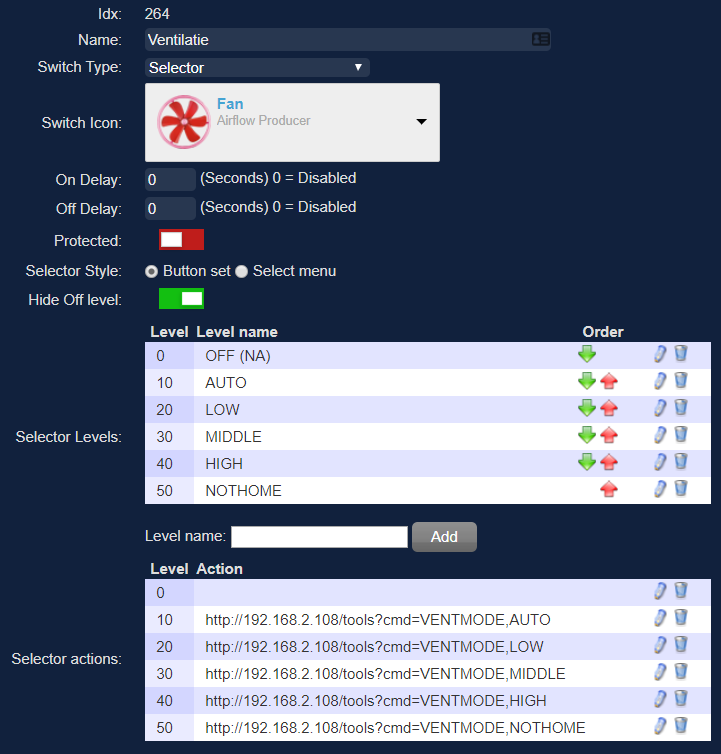 Idx: 264
Name: Ventilatie
Switch Type: Selector
Switch Icon: Fan
Airflow Producer
On Delay: 0 (Seconds) 0 = Disabled
Off Delay: 0 (Seconds) 0 = Disabled
Protected:
Selector Style: Button set Select menu
Hide Off level:
Level Level name Order
0 OFF (NA)
10 AUTO
20 LOW
Selector Levels: 30 MIDDLE
40 HIGH
50 NOTHOME
Level name: Add
Level Action
0
10 http://192.168.2.108/tools?cmd=VENTMODE,AUTO
20 http://192.168.2.108/tools?cmd=VENTMODE,LOW
Selector actions: 30 http://192.168.2.108/tools?cmd=VENTMODE,MIDDLE
40 http://192.168.2.108/tools?cmd=VENTMODE,HIGH
50 http://192.168.2.108/tools?cmd=VENTMODE,NOTHOME